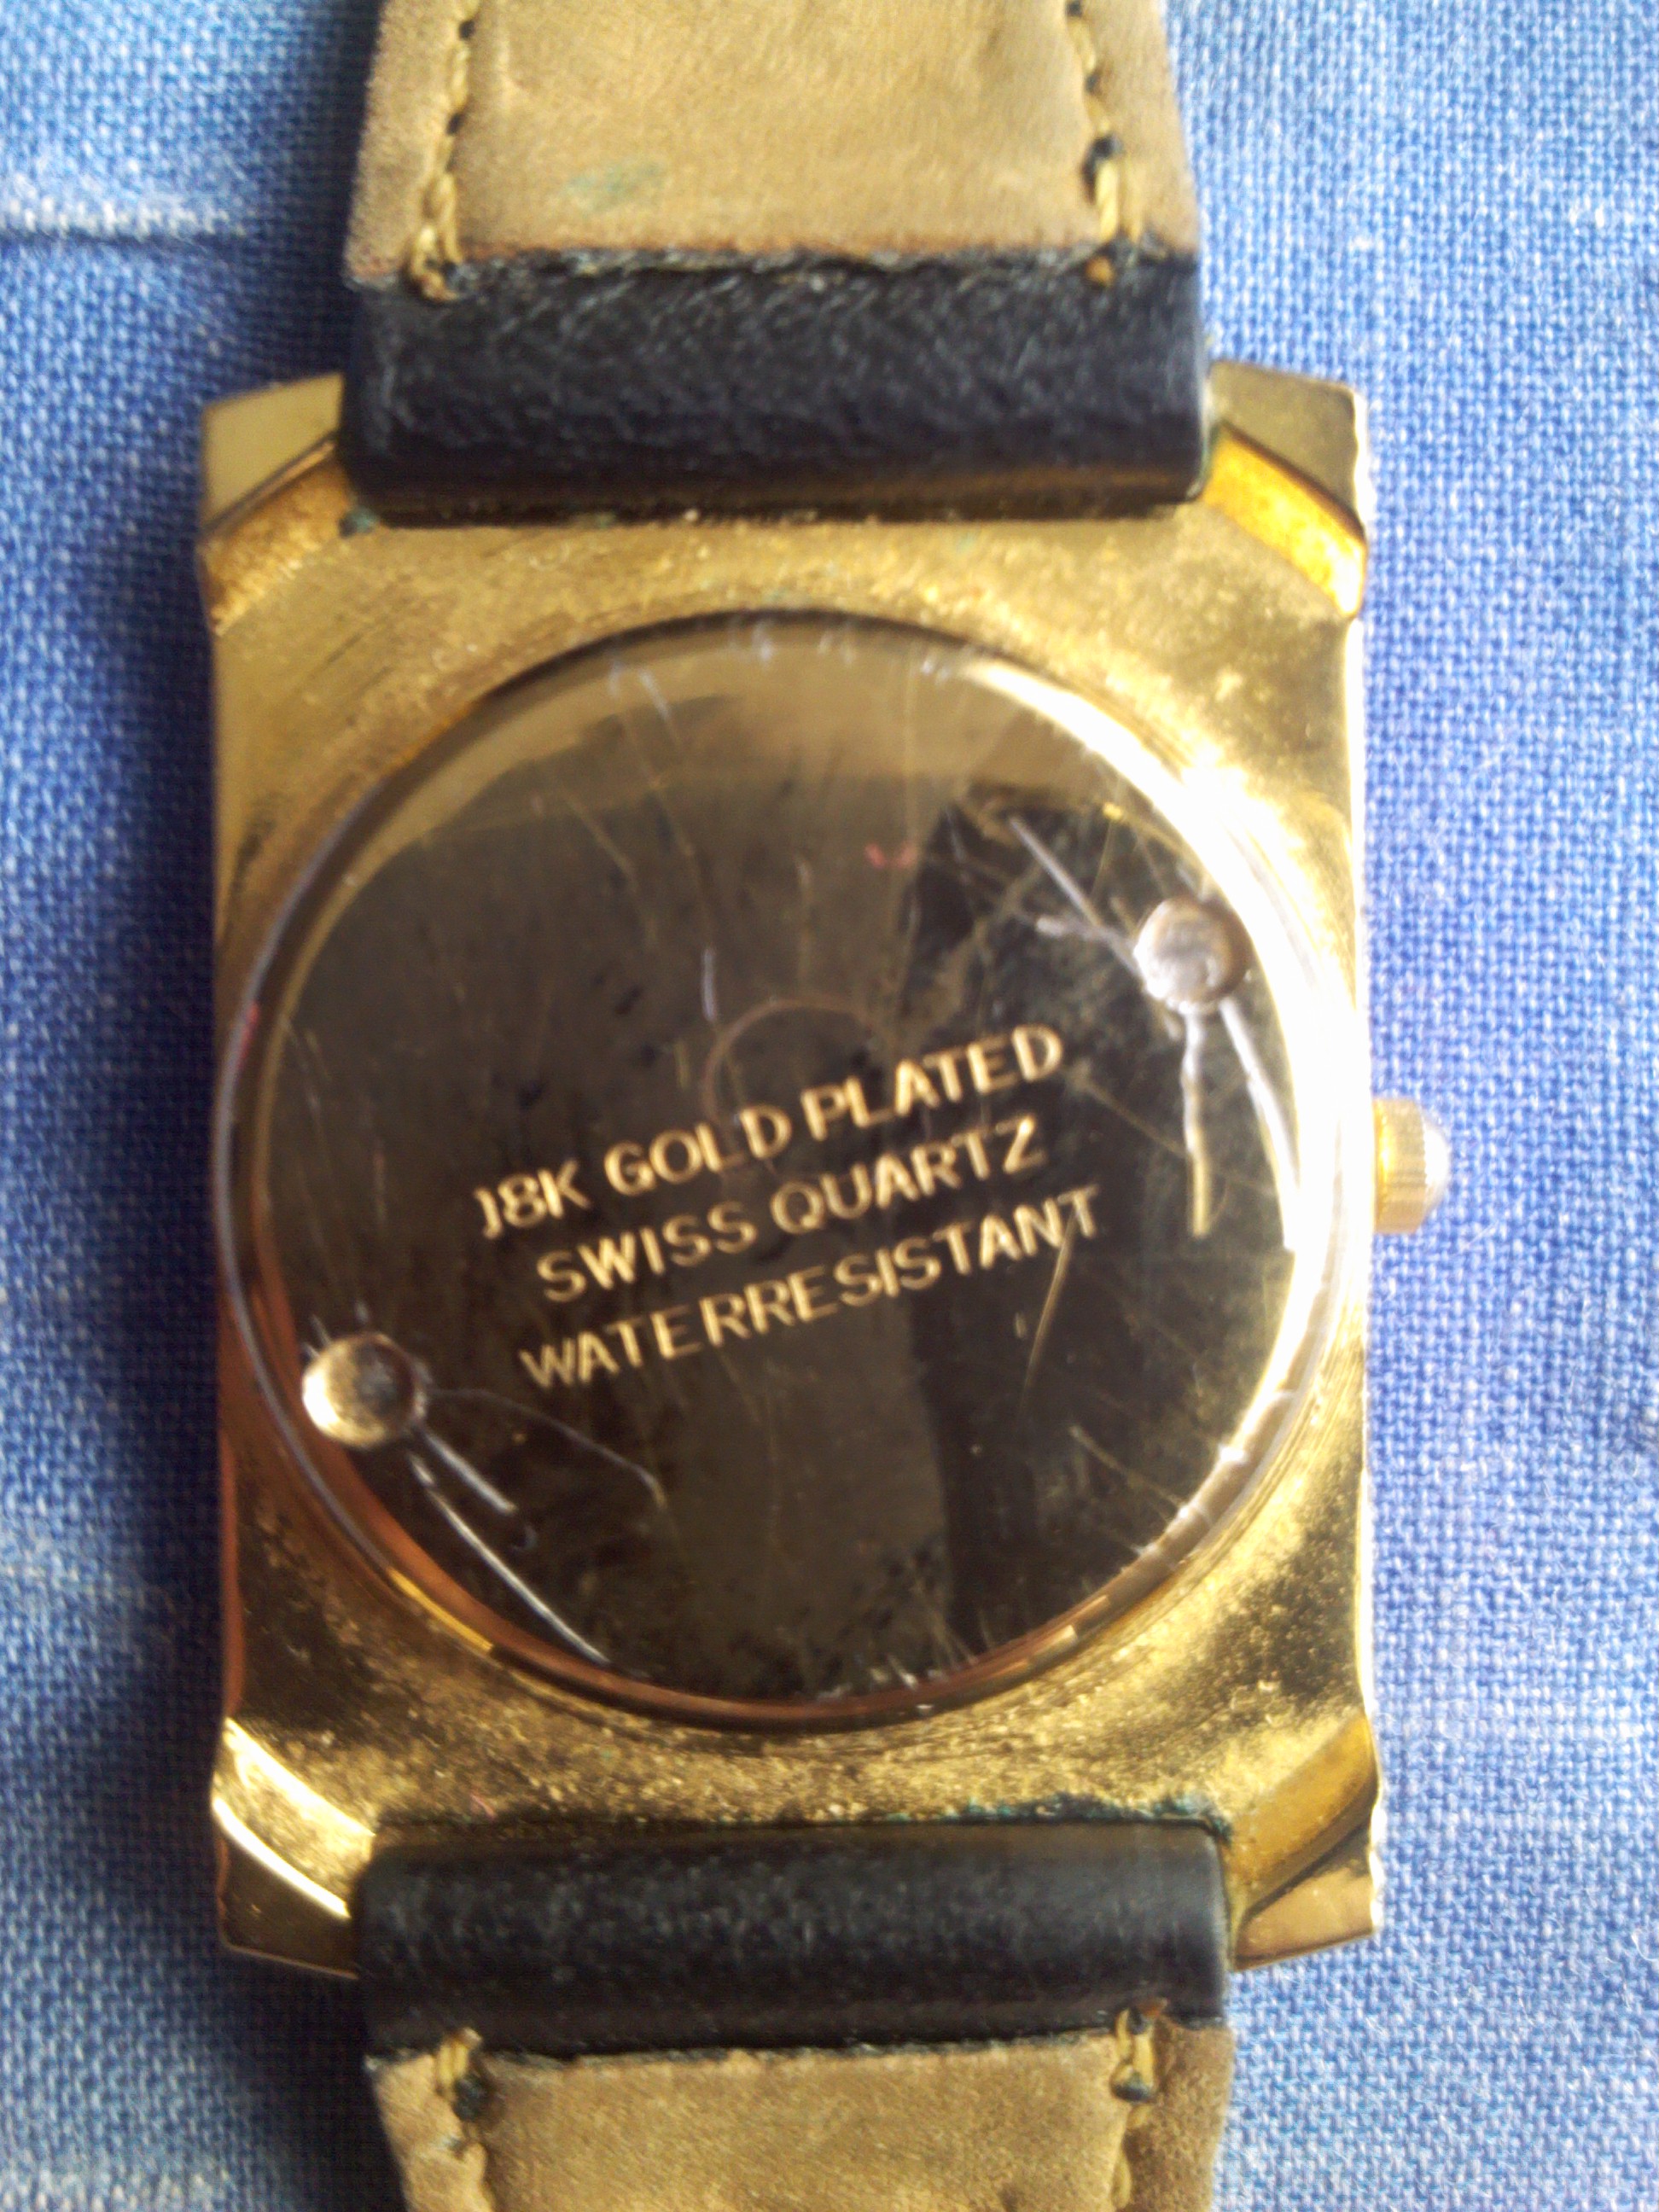 18K GOLD PLATED
SWISS QUARTZ
WATERRESISTANT